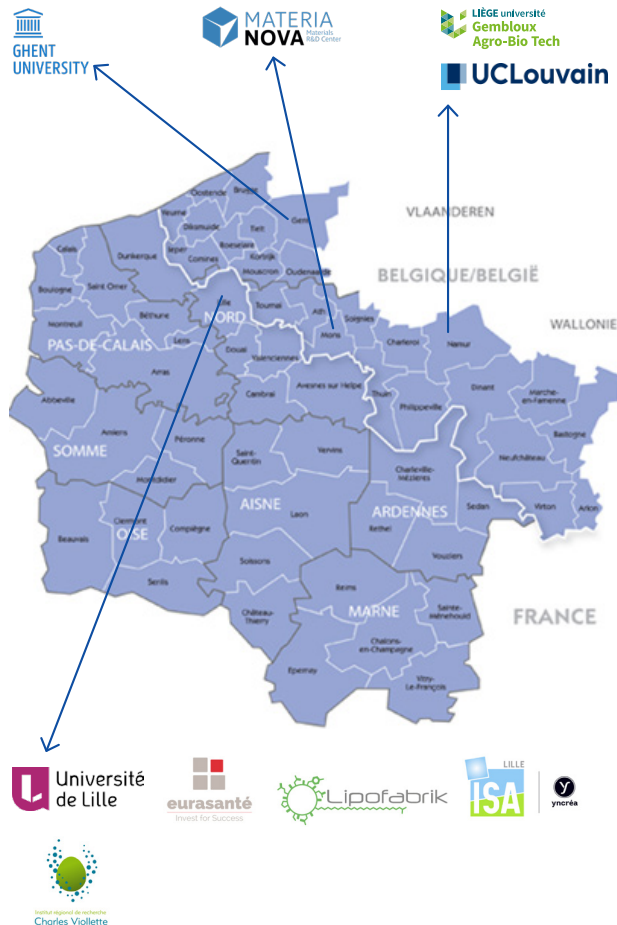 GHENT
UNIVERSITY
MATERIA
NOVA Materials
R&D Center
LIÈGE université
Gembloux
Agro-Bio Tech
UCLouvain
Oostende
Brugge
Veurne
Diksmuide
Tielt
Gent
VLAANDEREN
Ieper
Roeselare
Kortrijk
Comines
Mouscron
Oudenaarde
BELGIQUE/BELGIË
Calais
Dunkerque
Saint Omer
Boulogne
Lille
NORD
Tournai
Ath
Soignies
Mons
WALLONIE
Montreuil
Béthune
PAS-DE-CALAIS
Lens
Douai
Valenciennes
Charleroi
Namur
Arras
Cambrai
Avesnes sur Helpe
Thuin
Philippeville
Dinant
Marche-
en-Famenne
Abbeville
Bastogne
Amiens
Péronne
SOMME
Saint-
Quentin
Vervins
Neufchâteau
Montdidier
Charleville-
Mézières
AISNE
Laon
ARDENNES
Sedan
Virton
Arlon
Beauvais
Clermont
OISE
Compiègne
Rethel
Vouziers
Senlis
Soissons
Reims
MARNE
Sainte-
Ménehould
FRANCE
Château-
Thierry
Chalons-
en-Champagne
Epernay
Vitry-
Le-François
Université
de Lille
eurasanté
Invest for Success
Lipofabrik
LILLE
ISA
yncréa
Institut régional de recherche
Charles Viollette